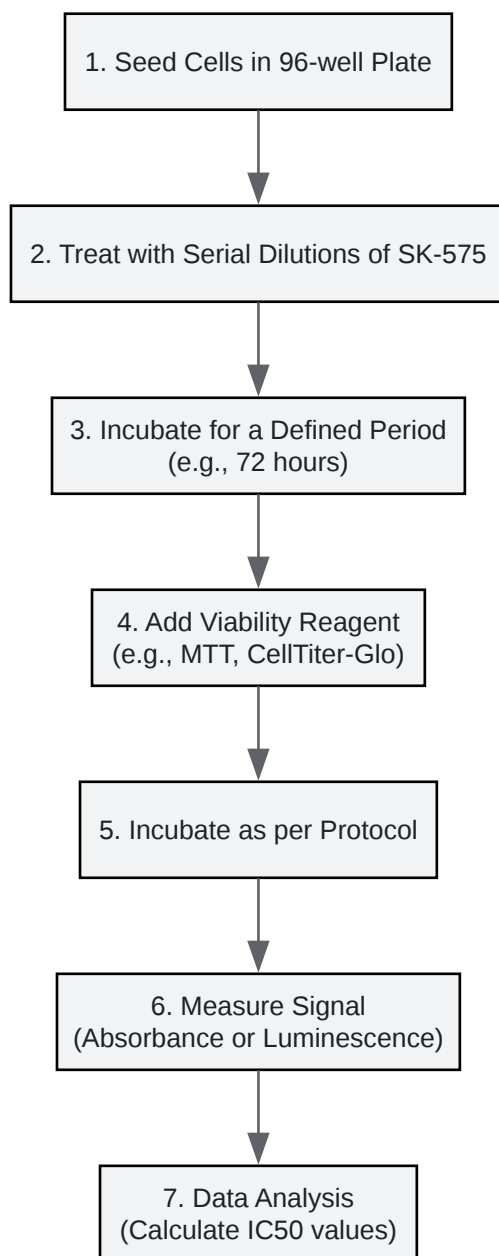 1. Seed Cells in 96-well Plate
2. Treat with Serial Dilutions of SK-575
3. Incubate for a Defined Period
(e.g., 72 hours)
4. Add Viability Reagent
(e.g., MTT, CellTiter-Glo)
5. Incubate as per Protocol
6. Measure Signal
(Absorbance or Luminescence)
7. Data Analysis
(Calculate IC50 values)